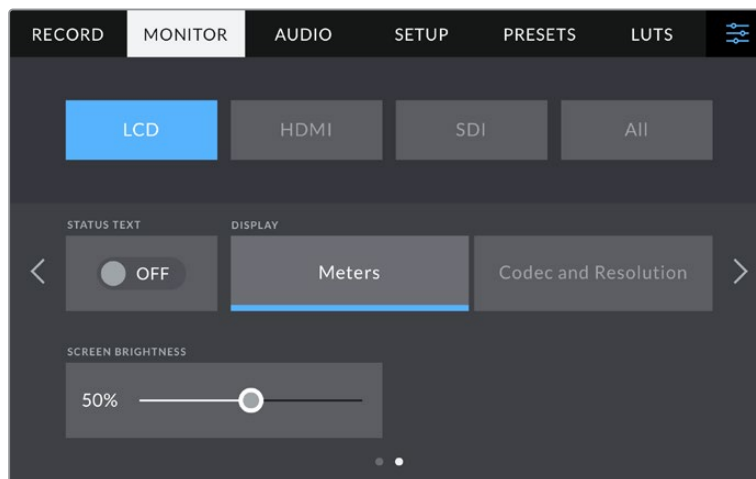 RECORD MONITOR AUDIO SETUP PRESETS LUTS
LCD HDMI SDI All
STATUS TEXT DISPLAY
OFF Meters Codec and Resolution
SCREEN BRIGHTNESS
50%